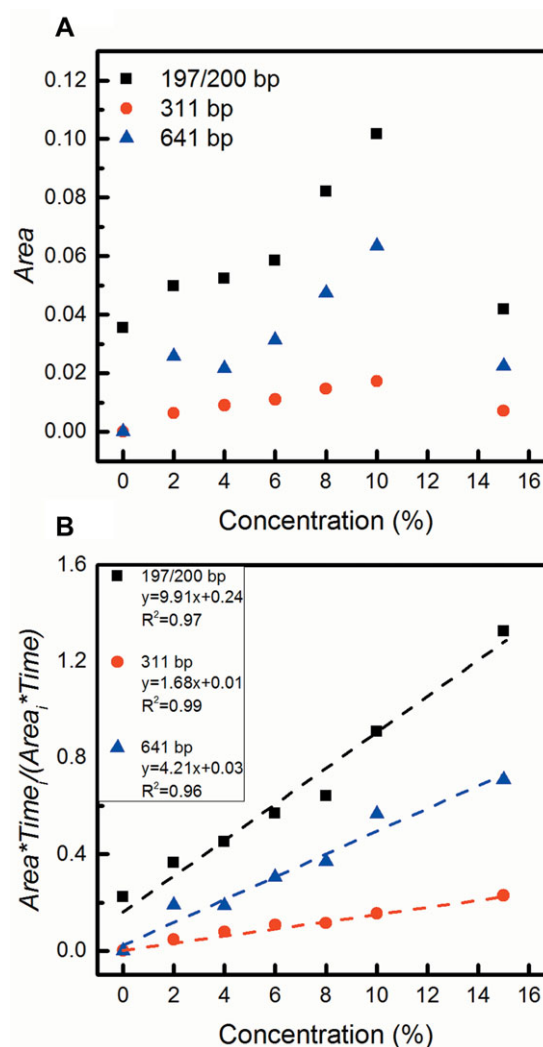 A
197/200 bp
311 bp
641 bp
0.12
0.10
0.08
0.06
0.04
0.02
0.00
Area
0 2 4 6 8 10 12 14 16
Concentration (%)
B
197/200 bp
y=9.91x+0.24
R²=0.97
311 bp
y=1.68x+0.01
R²=0.99
641 bp
y=4.21x+0.03
R²=0.96
1.6
1.2
0.8
0.4
0.0
Area*Timeᵢ/(Areaᵢ*Time)
0 2 4 6 8 10 12 14 16
Concentration (%)